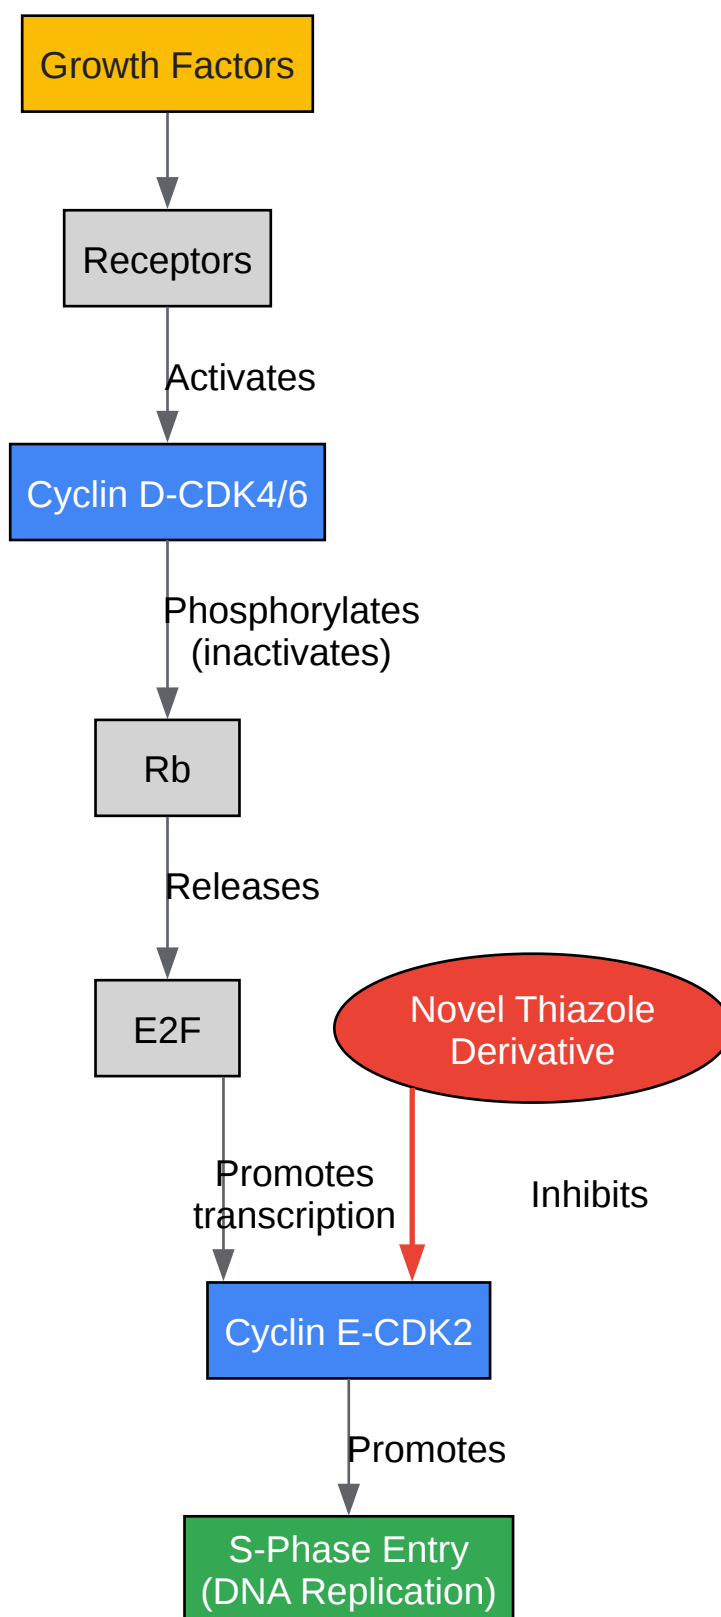 Growth Factors
Receptors
Activates
Cyclin D-CDK4/6
Phosphorylates
(inactivates)
Rb
Releases
E2F
Novel Thiazole
Derivative
Promotes
transcription
Inhibits
Cyclin E-CDK2
Promotes
S-Phase Entry
(DNA Replication)